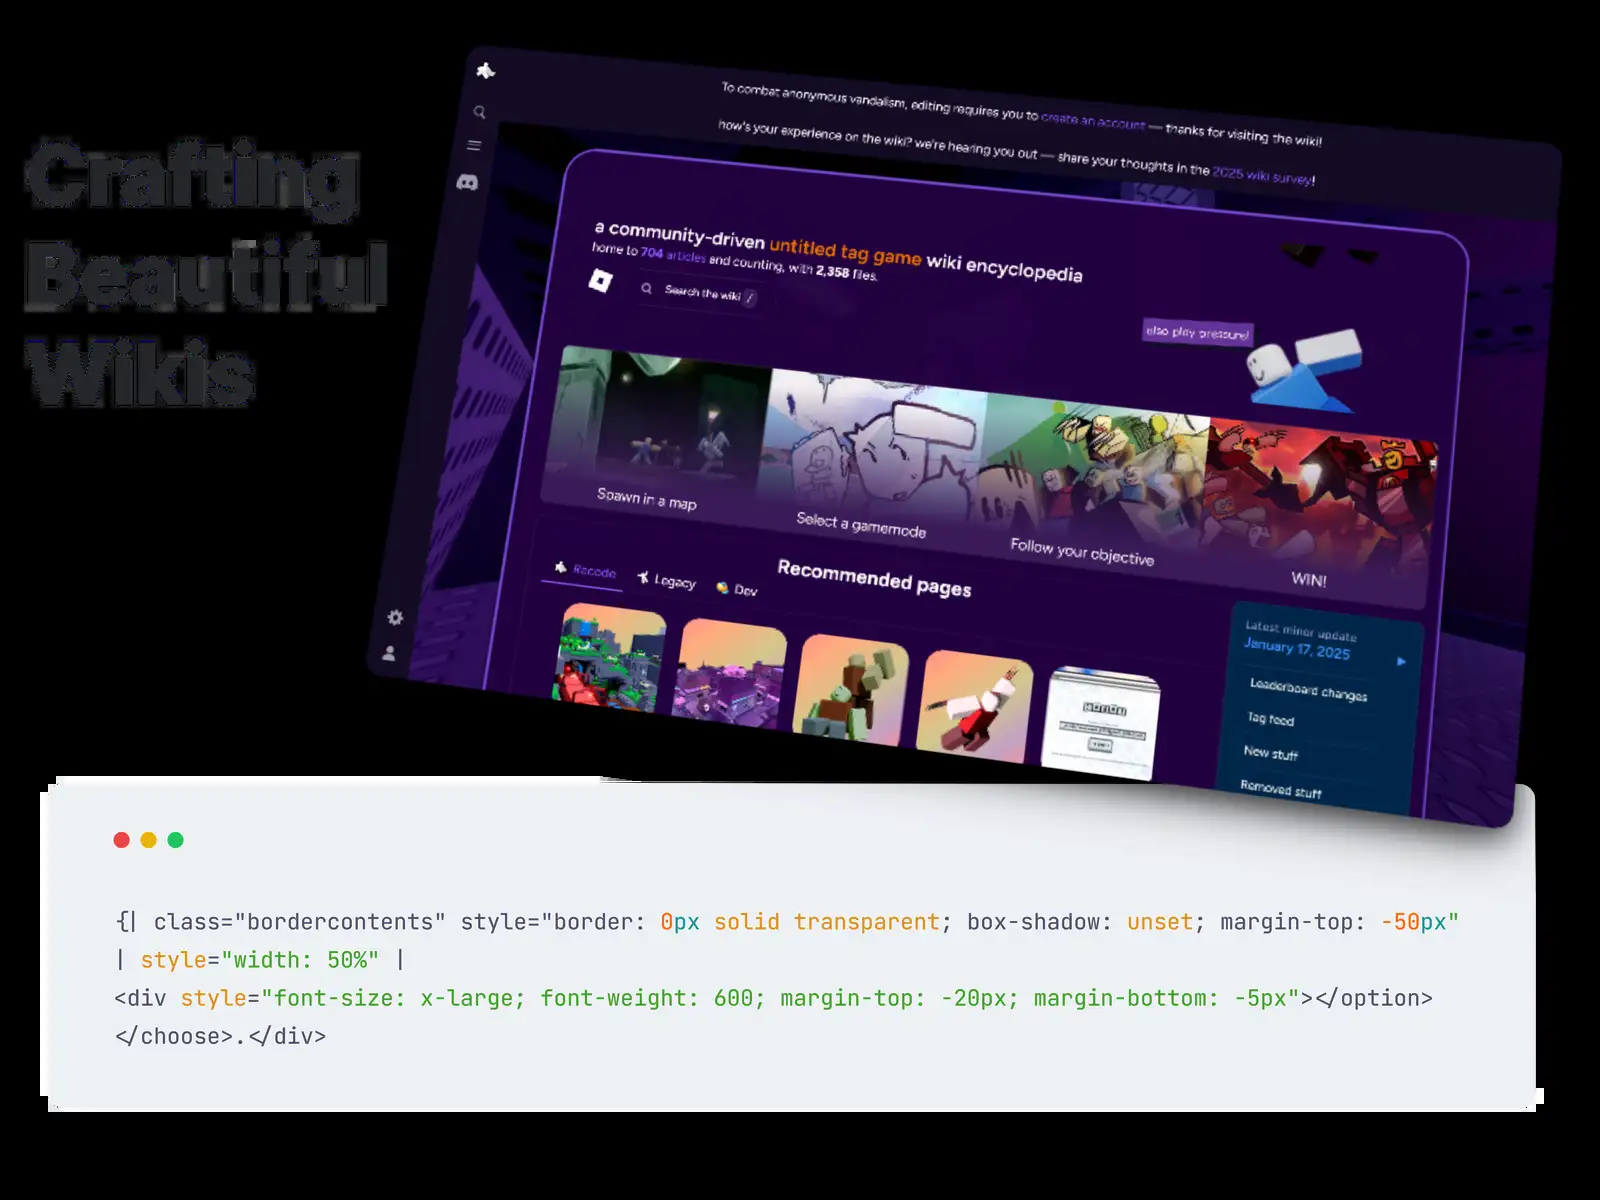 Crafting
Beautiful
Wikis
To combat anonymous vandalism, editing requires you to create an account — thanks for visiting the wiki!
how's your experience on the wiki? we're hearing you out — share your thoughts in the 2025 wiki survey!
a community-driven untitled tag game wiki encyclopedia
home to 704 articles and counting, with 2,358 files.
Search the wiki /
also play pressure!
Spawn in a map
Select a gamemode
Follow your objective
WIN!
Recode
Legacy
Dev
Recommended pages
Latest minor update
January 17, 2025
Leaderboard changes
Tag feed
New stuff
Removed stuff
{| class="bordercontents" style="border: 0px solid transparent; box-shadow: unset; margin-top: -50px"
| style="width: 50%" |
<div style="font-size: x-large; font-weight: 600; margin-top: -20px; margin-bottom: -5px"></option>
</choose>.</div>